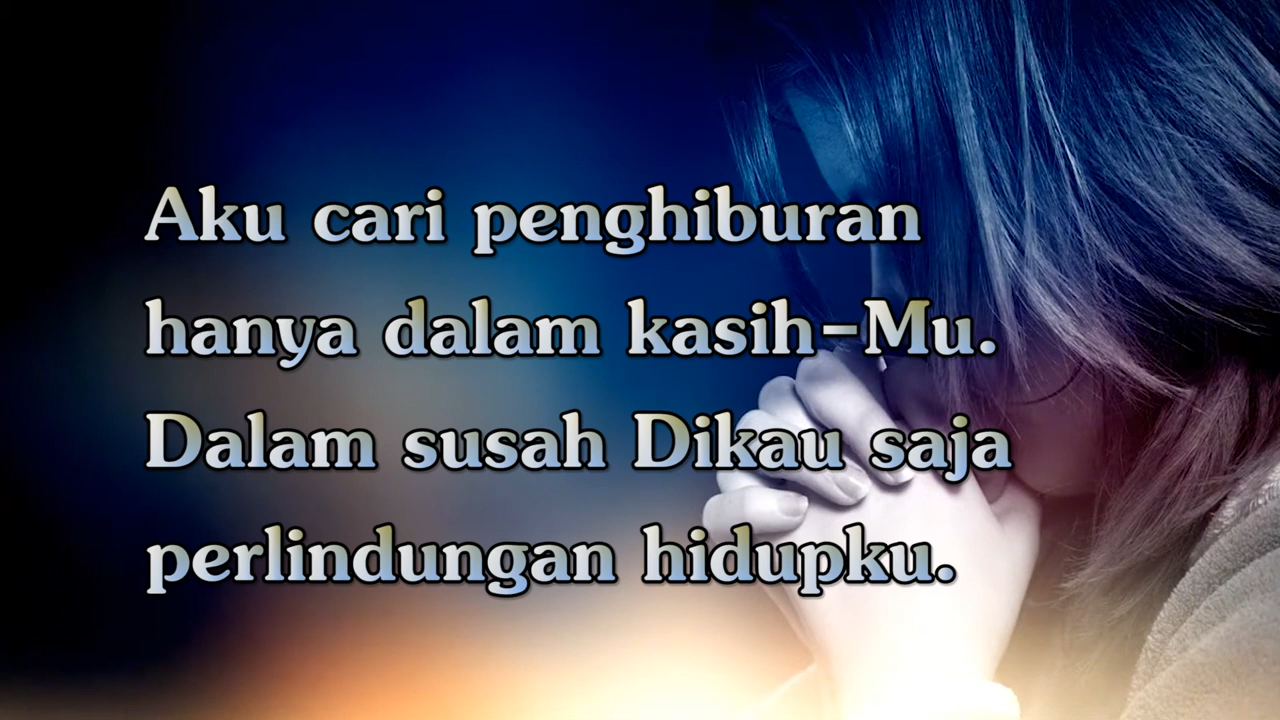 Aku cari penghiburan
hanya dalam kasih-Mu.
Dalam susah Dikau saja
perlindungan hidupku.